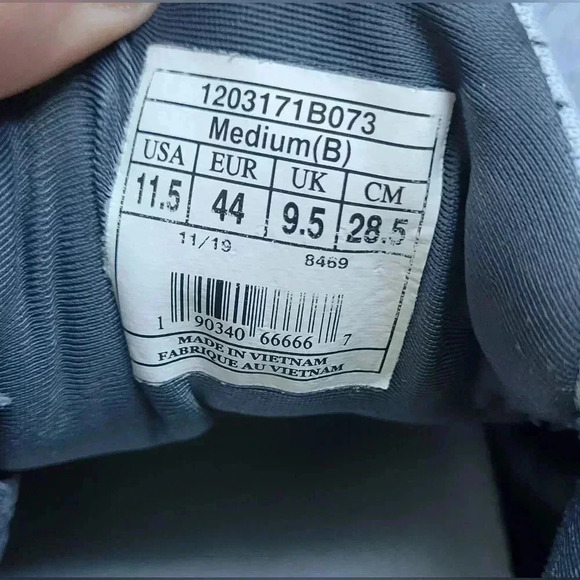 1203171B073
Medium(B)
USA EUR UK CM
11.5 44 9.5 28.5
11/19 8469
1 90340 66666 7
MADE IN VIETNAM
FABRIQUE AU VIETNAM